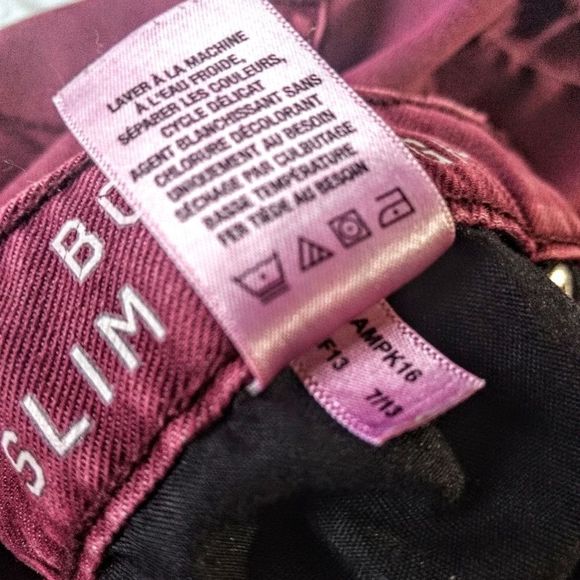 LAVER À LA MACHINE
À L'EAU FROIDE,
SÉPARER LES COULEURS,
CYCLE DÉLICAT
AGENT BLANCHISSANT SANS
CHLORURE DÉCOLORANT
UNIQUEMENT AU BESOIN
SÉCHAGE PAR CULBUTAGE
BASSE TEMPÉRATURE
FER TIÈDE AU BESOIN
AMPK16
F13
7/13
SLIM